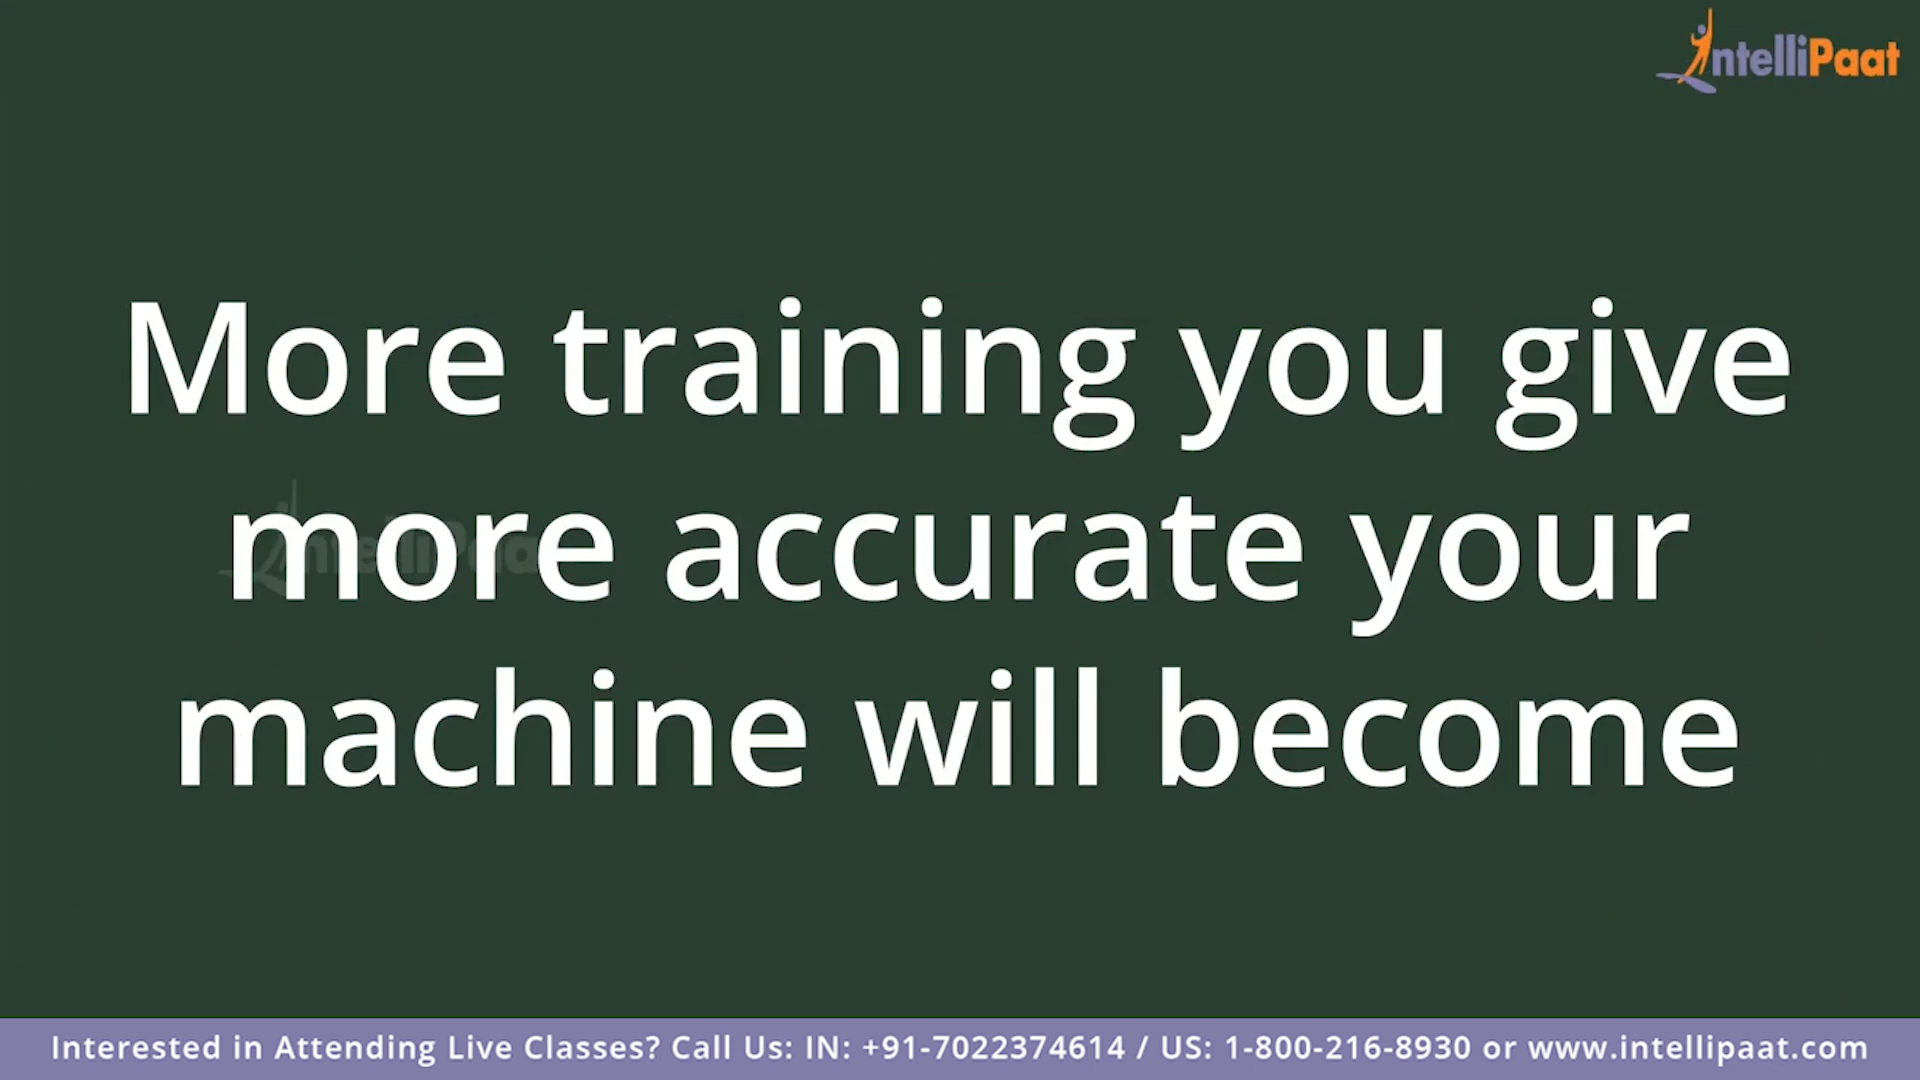 IntelliPaat
More training you give
more accurate your
machine will become
IntelliPaat
Interested in Attending Live Classes? Call Us: IN: +91-7022374614 / US: 1-800-216-8930 or www.intellipaat.com